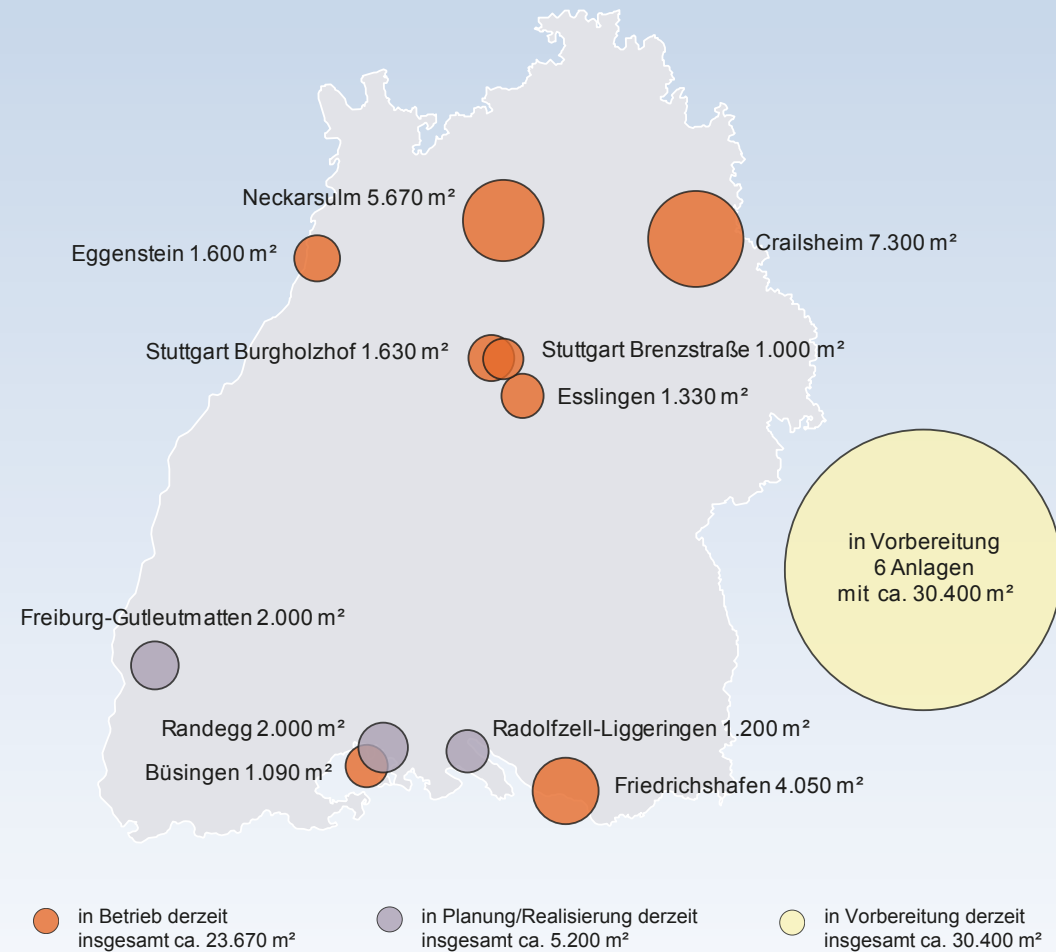 Neckarsulm 5.670 m²
Eggenstein 1.600 m²
Crailsheim 7.300 m²
Stuttgart Burgholzhof 1.630 m²
Stuttgart Brenzstraße 1.000 m²
Esslingen 1.330 m²
in Vorbereitung
6 Anlagen
mit ca. 30.400 m²
Freiburg-Gutleutmatten 2.000 m²
Randegg 2.000 m²
Radolfzell-Liggeringen 1.200 m²
Büsingen 1.090 m²
Friedrichshafen 4.050 m²
in Betrieb derzeit
insgesamt ca. 23.670 m²
in Planung/Realisierung derzeit
insgesamt ca. 5.200 m²
in Vorbereitung derzeit
insgesamt ca. 30.400 m²